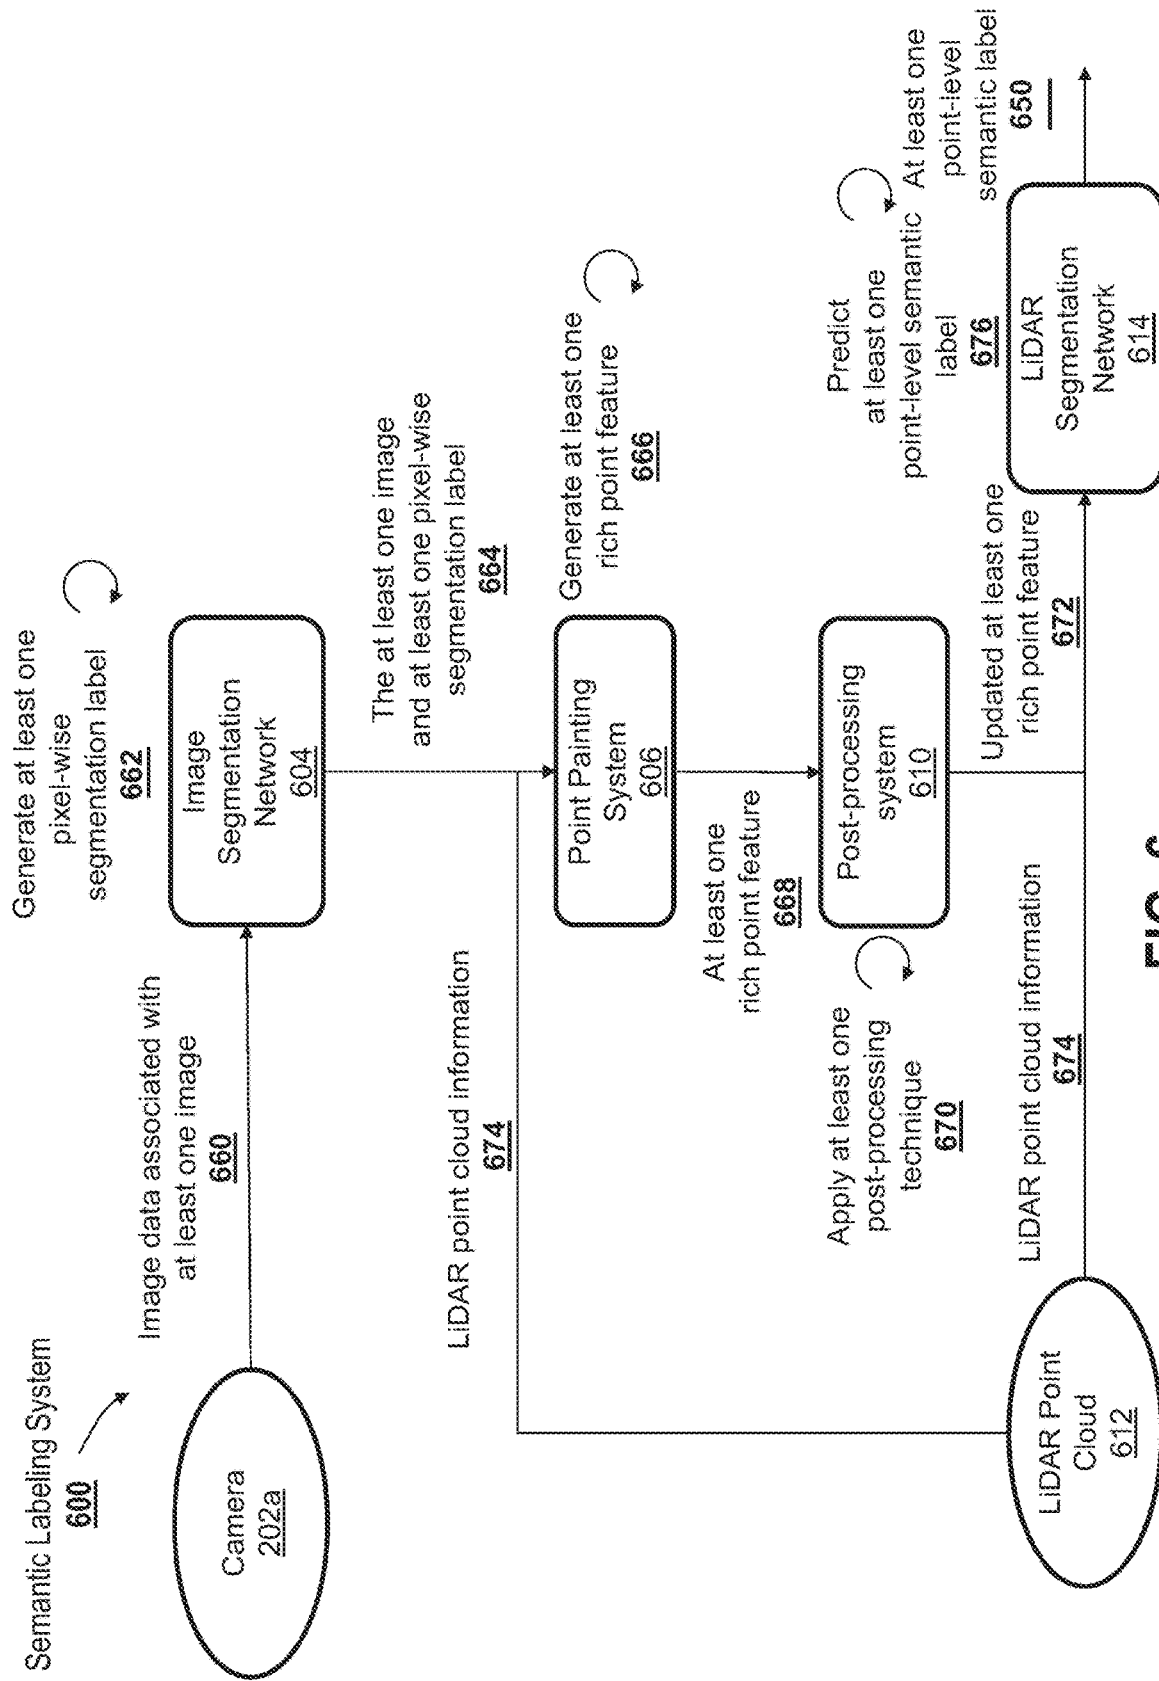 Semantic Labeling System
600
Camera
202a
Image data associated with
at least one image
660
Generate at least one
pixel-wise
segmentation label
662
Image
Segmentation
Network
604
The at least one image
and at least one pixel-wise
segmentation label
664
LiDAR point cloud information
674
Point Painting
System
606
Generate at least one
rich point feature
666
At least one
rich point feature
668
Apply at least one
post-processing
technique
670
Post-processing
system
610
Updated at least one
rich point feature
672
LiDAR Point
Cloud
612
LiDAR point cloud information
674
Predict
at least one
point-level semantic
label
676
LiDAR
Segmentation
Network
614
At least one
point-level
semantic label
650